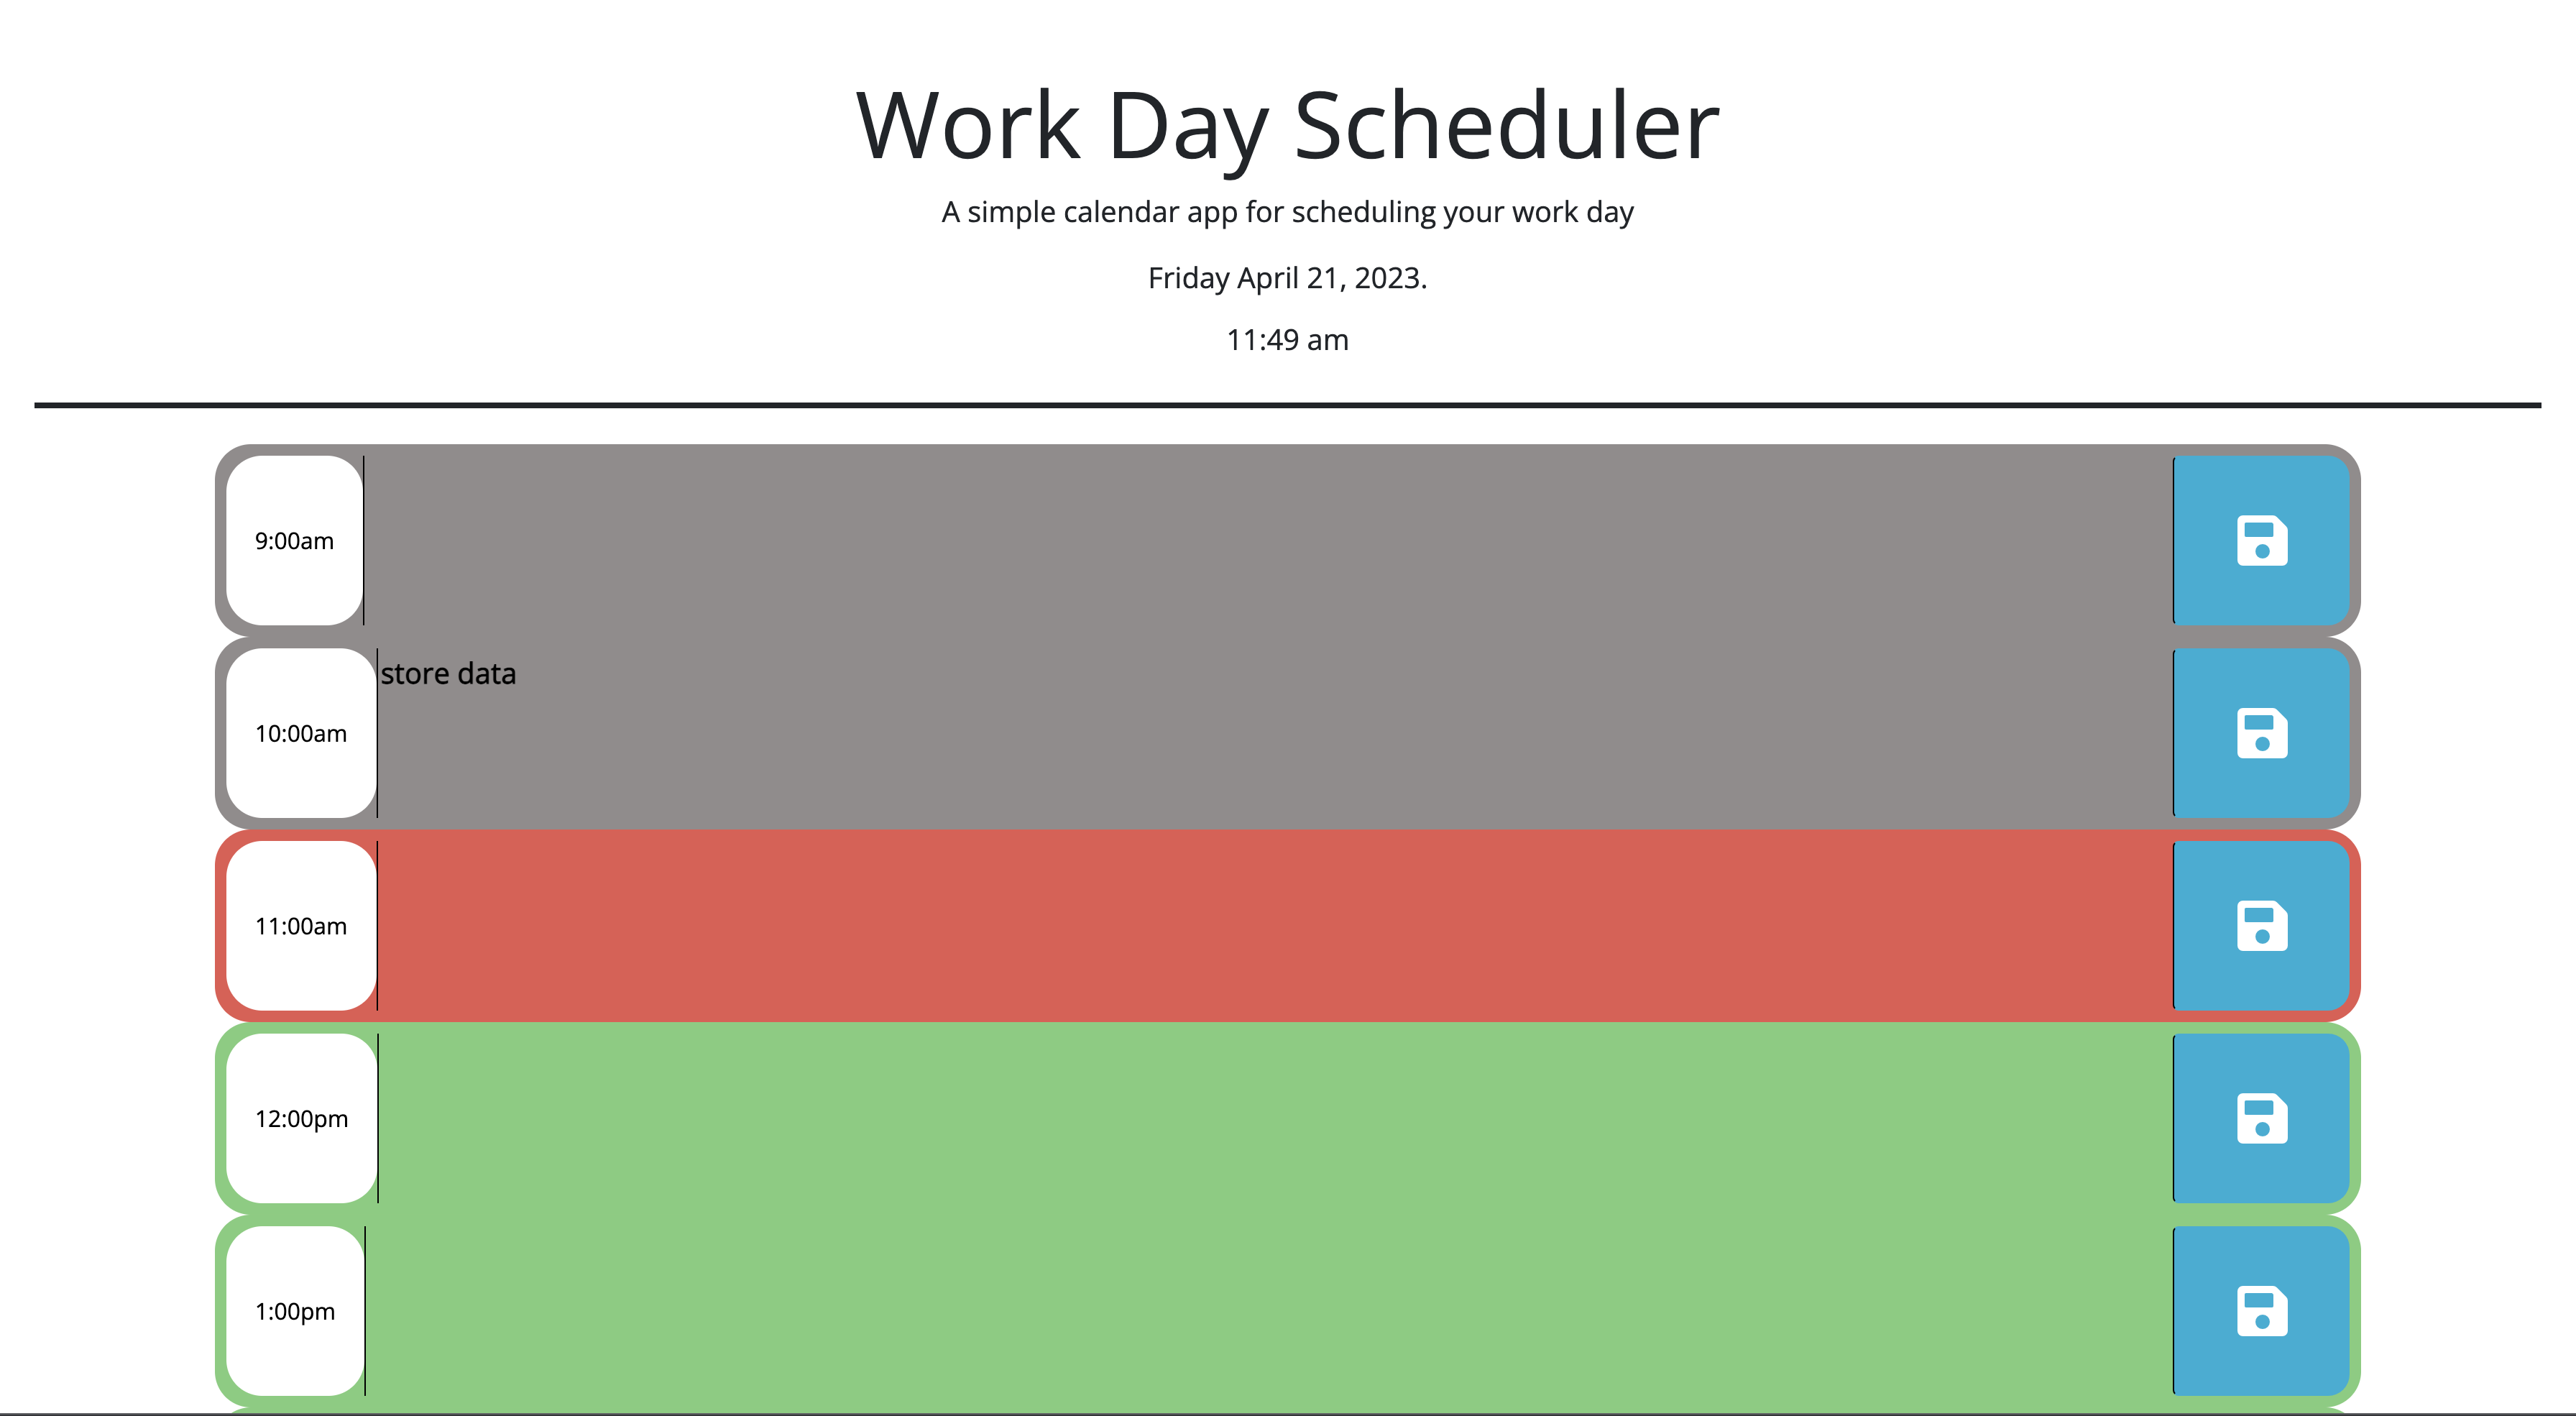 Work Day Scheduler
A simple calendar app for scheduling your work day
Friday April 21, 2023.
11:49 am
9:00am
10:00am
store data
11:00am
12:00pm
1:00pm